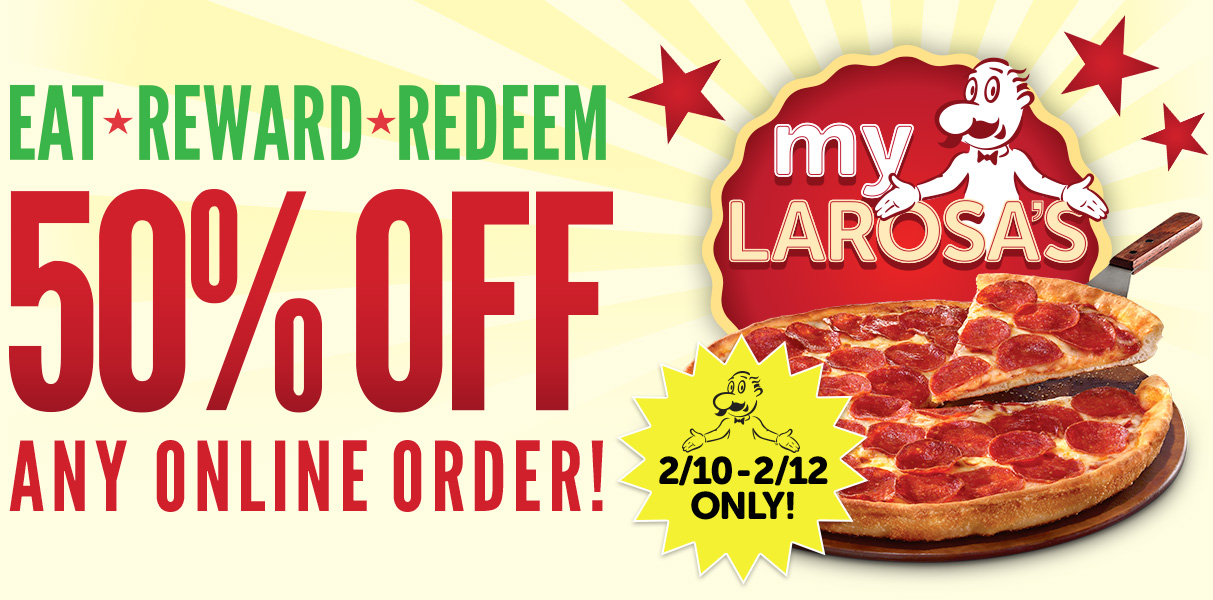 EAT★REWARD★REDEEM
50% OFF
ANY ONLINE ORDER!
my
LAROSA'S
2/10-2/12
ONLY!